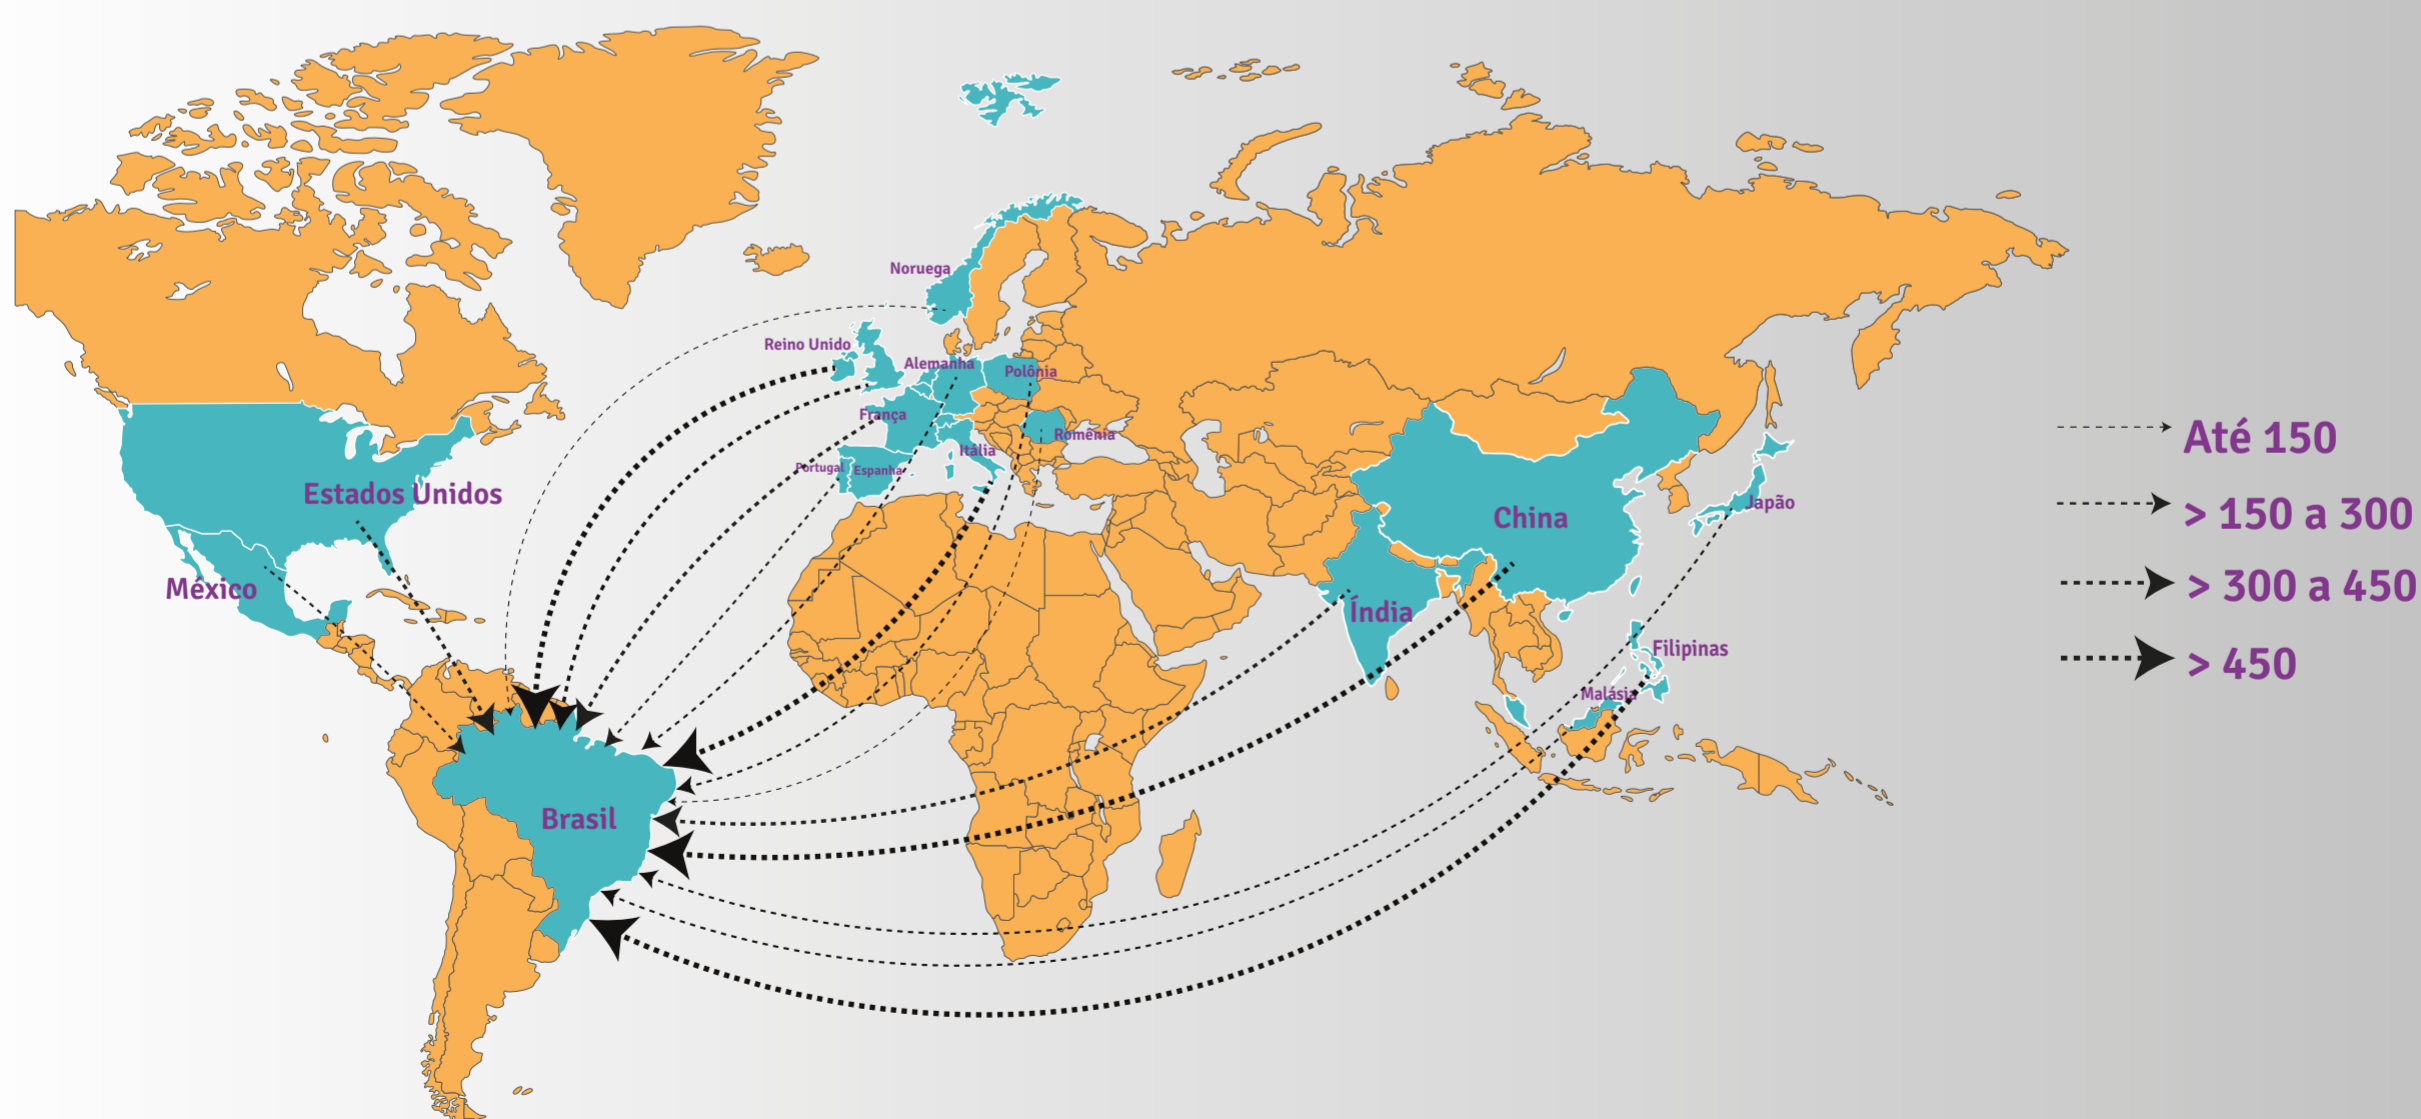 Noruega
Reino Unido
Alemanha
Polônia
França
Romênia
Itália
Portugal
Espanha
Estados Unidos
China
Japão
México
Índia
Filipinas
Malásia
Brasil
Até 150
> 150 a 300
> 300 a 450
> 450